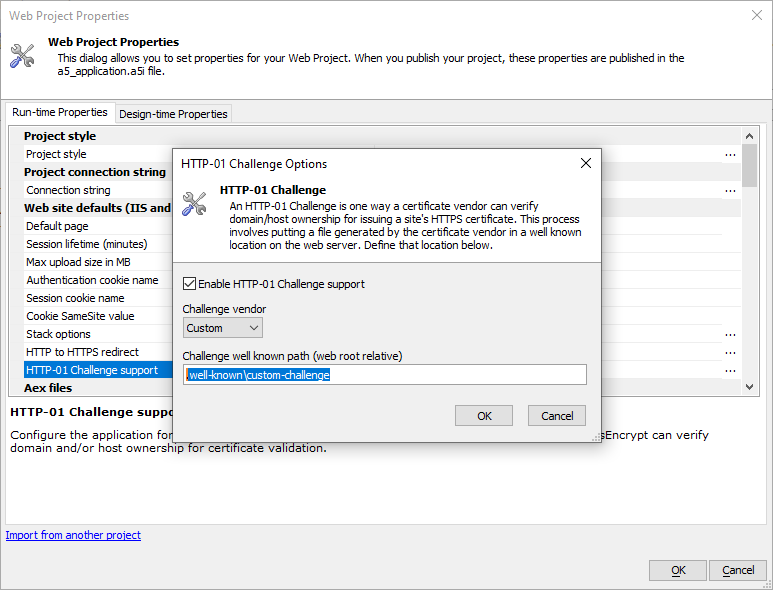 Web Project Properties
Web Project Properties
This dialog allows you to set properties for your Web Project. When you publish your project, these properties are published in the
a5_application.a5i file.
Run-time Properties
Design-time Properties
Project style
Project style
...
Project connection string
Connection string
...
Web site defaults (IIS and
Default page
Session lifetime (minutes)
Max upload size in MB
Authentication cookie name
Session cookie name
Cookie SameSite value
Stack options
...
HTTP to HTTPS redirect
...
HTTP-01 Challenge support
...
Aex files
HTTP-01 Challenge Options
HTTP-01 Challenge
An HTTP-01 Challenge is one way a certificate vendor can verify
domain/host ownership for issuing a site's HTTPS certificate. This process
involves putting a file generated by the certificate vendor in a well known
location on the web server. Define that location below.
Enable HTTP-01 Challenge support
Challenge vendor
Custom
Challenge well known path (web root relative)
.well-known\custom-challenge
OK
Cancel
HTTP-01 Challenge
Configure the application for
can verify
domain and/or host ownership for certificate validation.
Import from another project
OK
Cancel